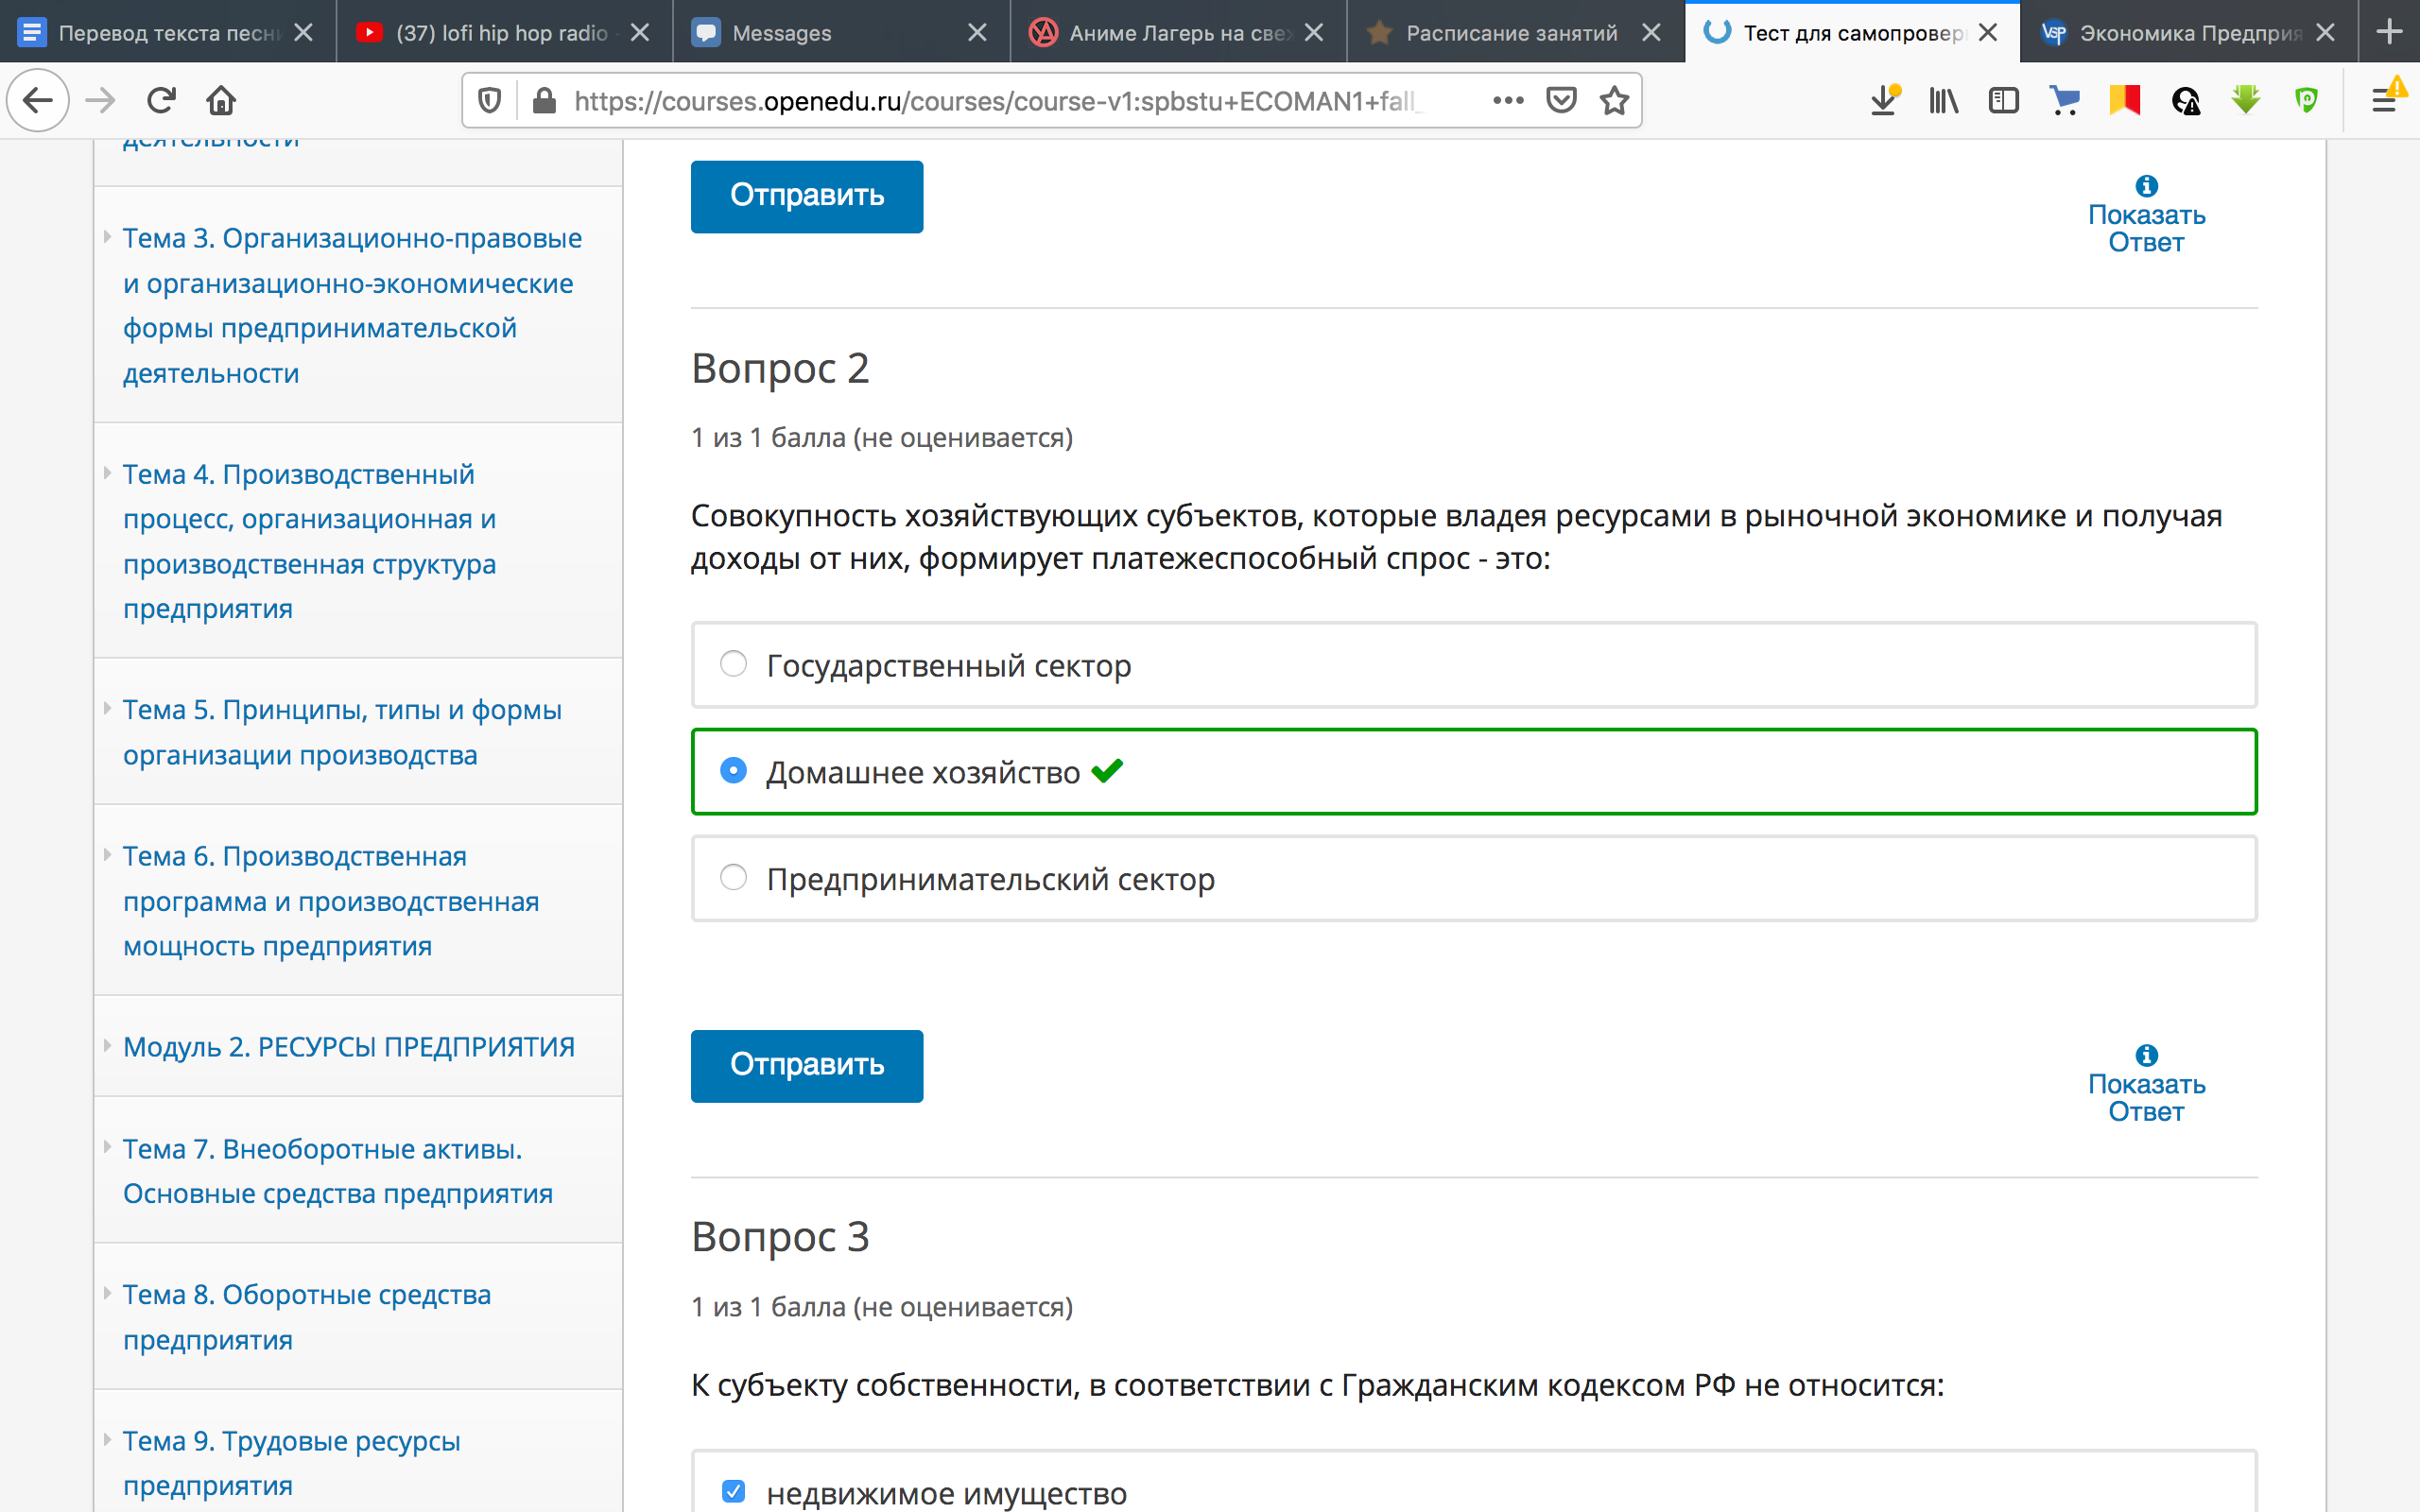 Перевод текста песн
(37) lofi hip hop radio
Messages
Аниме Лагерь на све
Расписание занятий
Тест для самопровер
Экономика Предприя
https://courses.openedu.ru/courses/course-v1:spbstu+ECOMAN1+fall_
деятельности
Тема 3. Организационно-правовые
и организационно-экономические
формы предпринимательской
деятельности
Тема 4. Производственный
процесс, организационная и
производственная структура
предприятия
Тема 5. Принципы, типы и формы
организации производства
Тема 6. Производственная
программа и производственная
мощность предприятия
Модуль 2. РЕСУРСЫ ПРЕДПРИЯТИЯ
Тема 7. Внеоборотные активы.
Основные средства предприятия
Тема 8. Оборотные средства
предприятия
Тема 9. Трудовые ресурсы
предприятия
Отправить
Показать
Ответ
Вопрос 2
1 из 1 балла (не оценивается)
Совокупность хозяйствующих субъектов, которые владея ресурсами в рыночной экономике и получая
доходы от них, формирует платежеспособный спрос - это:
Государственный сектор
Домашнее хозяйство
Предпринимательский сектор
Отправить
Показать
Ответ
Вопрос 3
1 из 1 балла (не оценивается)
К субъекту собственности, в соответствии с Гражданским кодексом РФ не относится:
недвижимое имущество